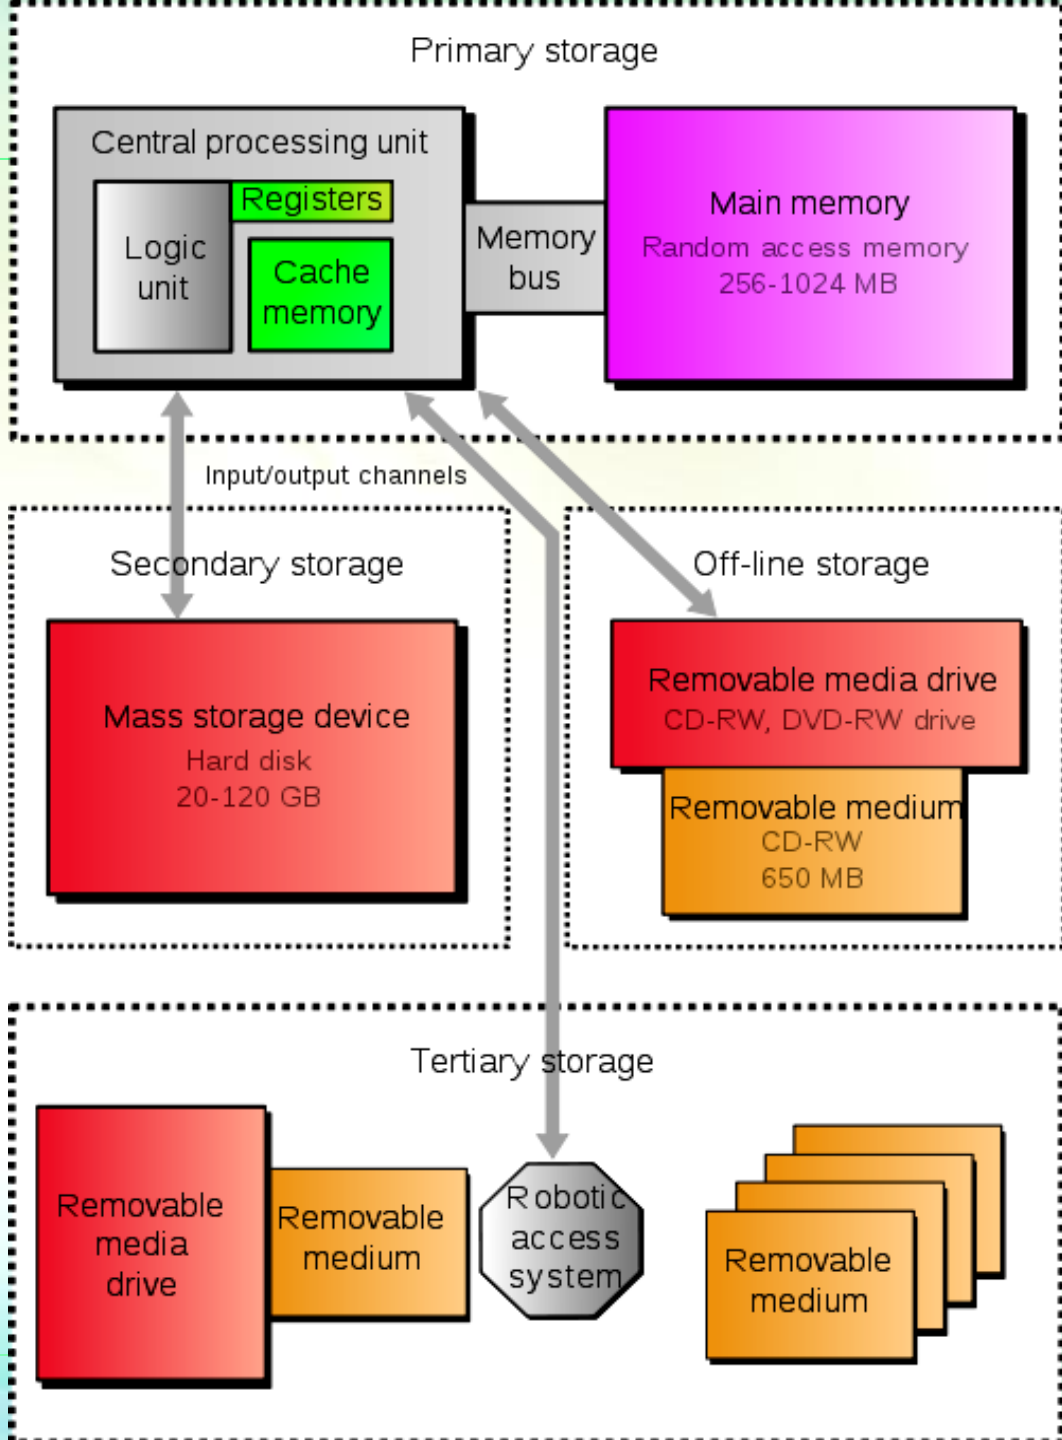 Primary storage
Central processing unit
Registers
Logic
unit
Cache
memory
Memory
bus
Main memory
Random access memory
256-1024 MB
Input/output channels
Secondary storage
Mass storage device
Hard disk
20-120 GB
Off-line storage
Removable media drive
CD-RW, DVD-RW drive
Removable medium
CD-RW
650 MB
Tertiary storage
Removable
media
drive
Removable
medium
Robotic
access
system
Removable
medium